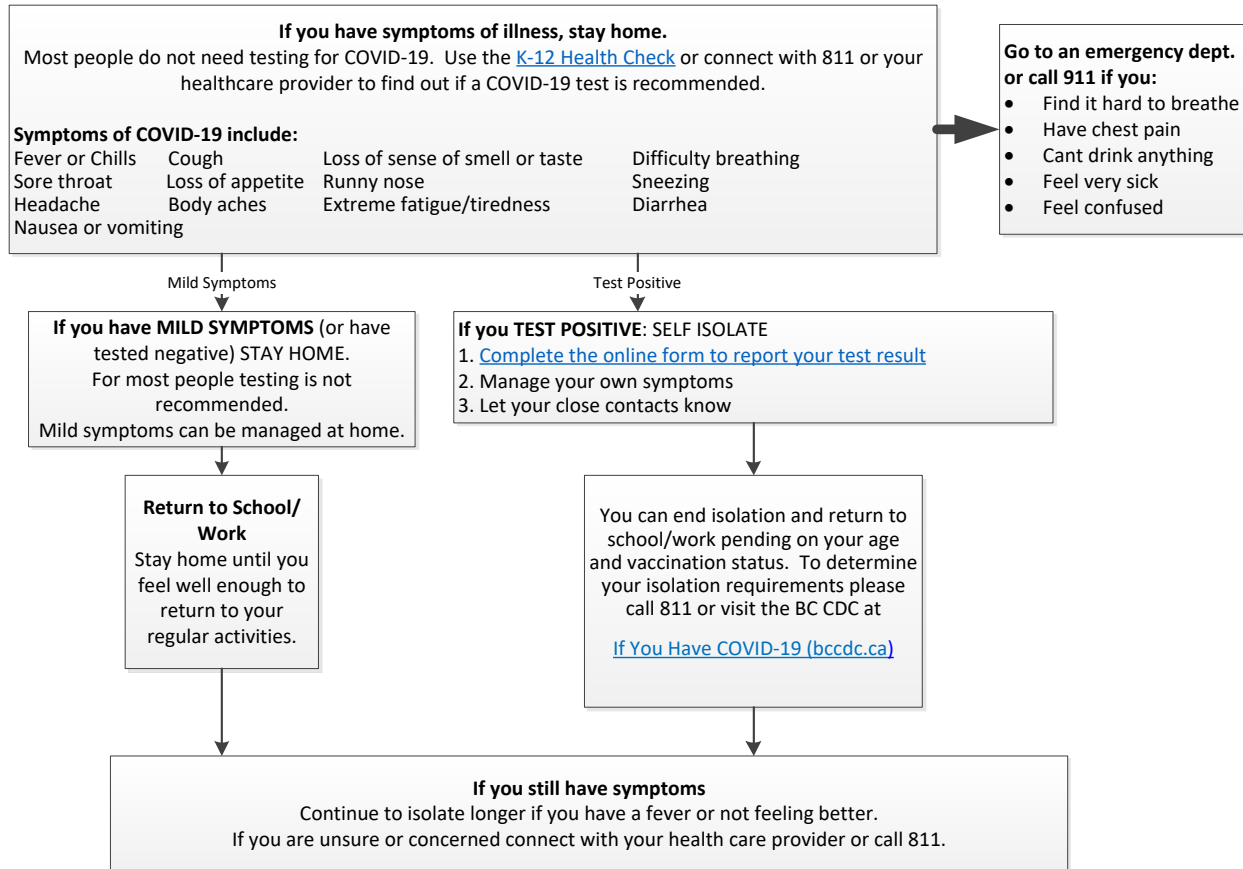 If you have symptoms of illness, stay home.
Most people do not need testing for COVID-19. Use the K-12 Health Check or connect with 811 or your
healthcare provider to find out if a COVID-19 test is recommended.
Symptoms of COVID-19 include:
Fever or Chills Cough Loss of sense of smell or taste Difficulty breathing
Sore throat Loss of appetite Runny nose Sneezing
Headache Body aches Extreme fatigue/tiredness Diarrhea
Nausea or vomiting
Go to an emergency dept.
or call 911 if you:
• Find it hard to breathe
• Have chest pain
• Cant drink anything
• Feel very sick
• Feel confused
Mild Symptoms
Test Positive
If you have MILD SYMPTOMS (or have
tested negative) STAY HOME.
For most people testing is not
recommended.
Mild symptoms can be managed at home.
If you TEST POSITIVE: SELF ISOLATE
1. Complete the online form to report your test result
2. Manage your own symptoms
3. Let your close contacts know
Return to School/
Work
Stay home until you
feel well enough to
return to your
regular activities.
You can end isolation and return to
school/work pending on your age
and vaccination status. To determine
your isolation requirements please
call 811 or visit the BC CDC at
If You Have COVID-19 (bccdc.ca)
If you still have symptoms
Continue to isolate longer if you have a fever or not feeling better.
If you are unsure or concerned connect with your health care provider or call 811.